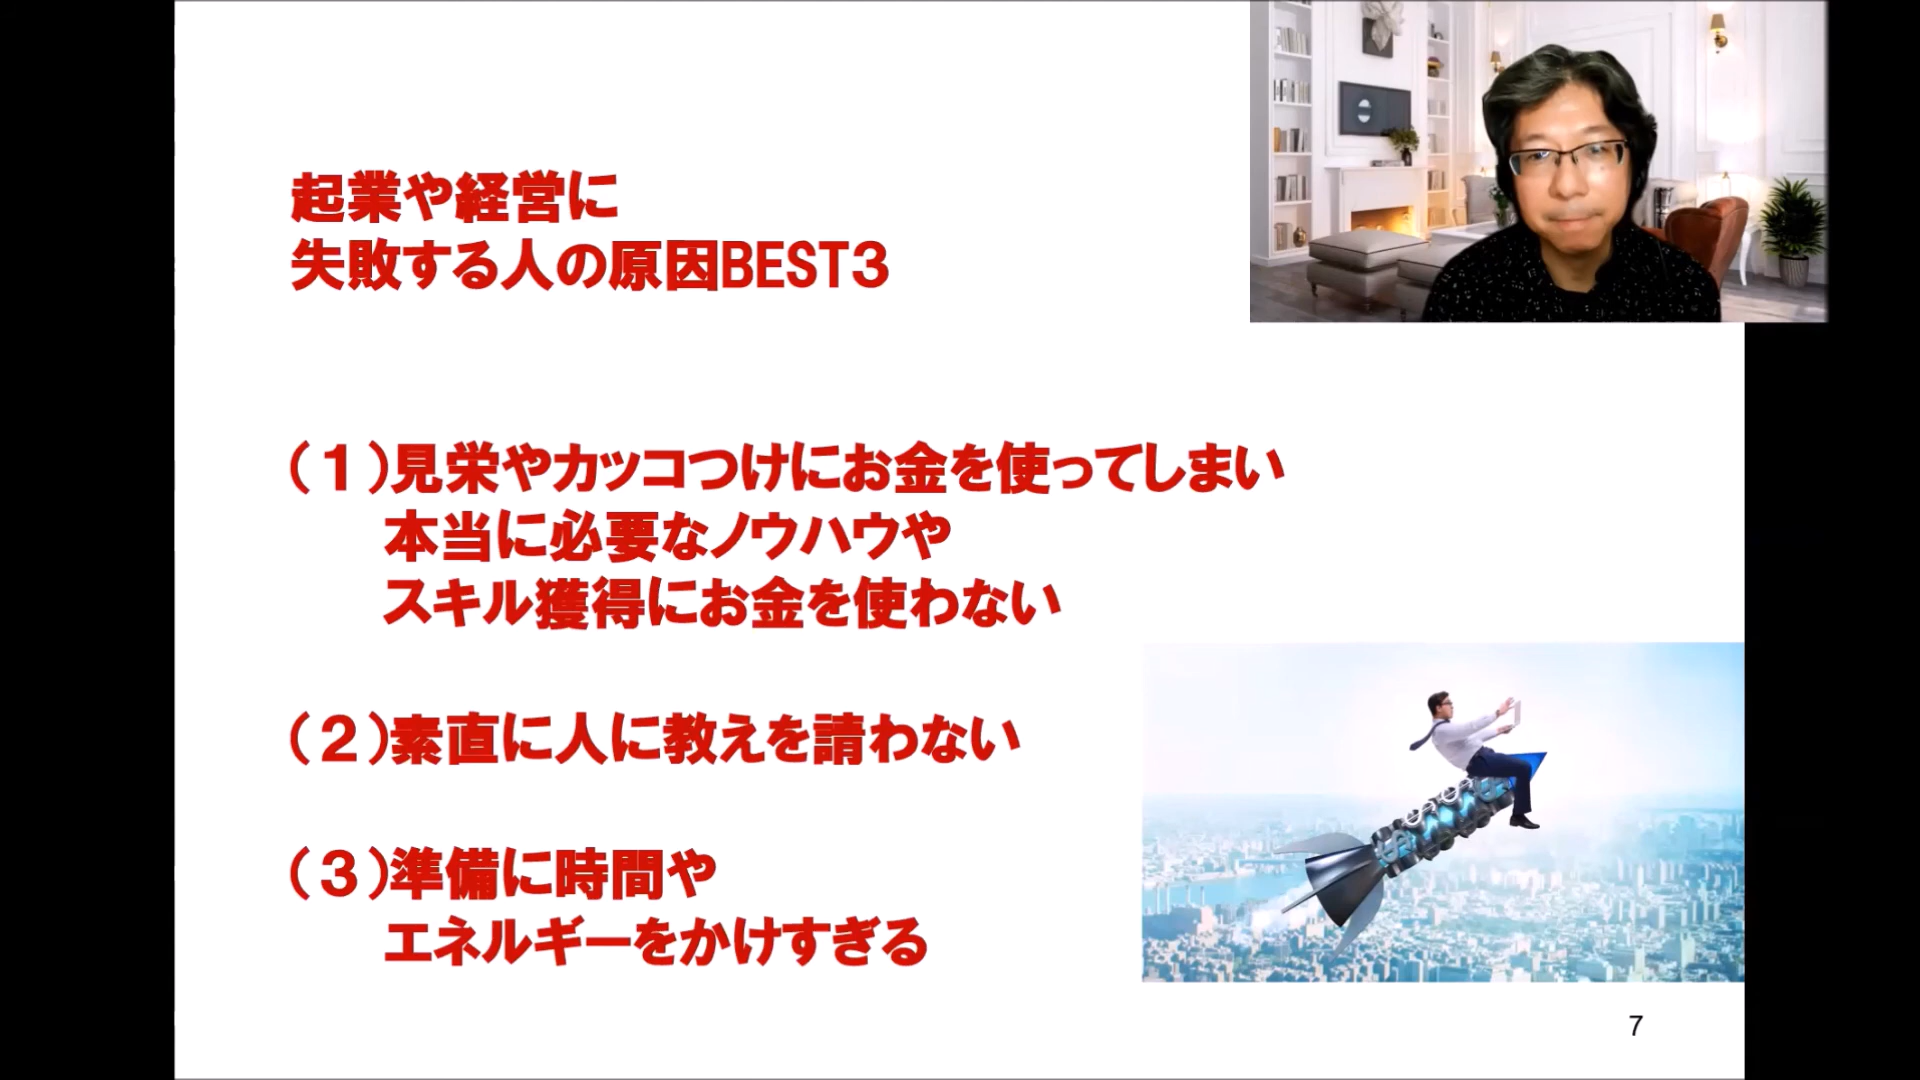 起業や経営に
失敗する人の原因BEST3
（１）見栄やカッコつけにお金を使ってしまい
本当に必要なノウハウや
スキル獲得にお金を使わない
（２）素直に人に教えを請わない
（３）準備に時間や
エネルギーをかけすぎる
7